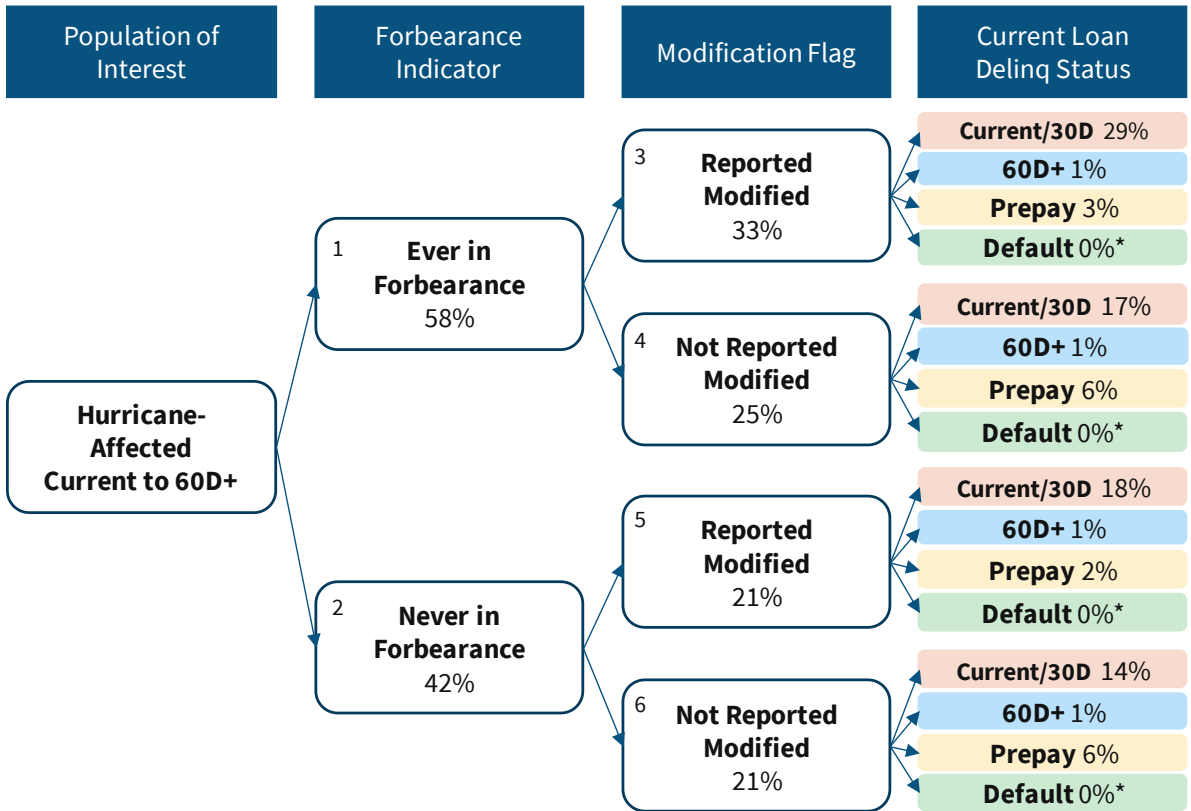 Population of
Interest
Forbearance
Indicator
Modification Flag
Current Loan
Delinq Status
Hurricane-
Affected
Current to 60D+
1
Ever in
Forbearance
58%
2
Never in
Forbearance
42%
3
Reported
Modified
33%
4
Not Reported
Modified
25%
5
Reported
Modified
21%
6
Not Reported
Modified
21%
Current/30D 29%
60D+ 1%
Prepay 3%
Default 0%*
Current/30D 17%
60D+ 1%
Prepay 6%
Default 0%*
Current/30D 18%
60D+ 1%
Prepay 2%
Default 0%*
Current/30D 14%
60D+ 1%
Prepay 6%
Default 0%*